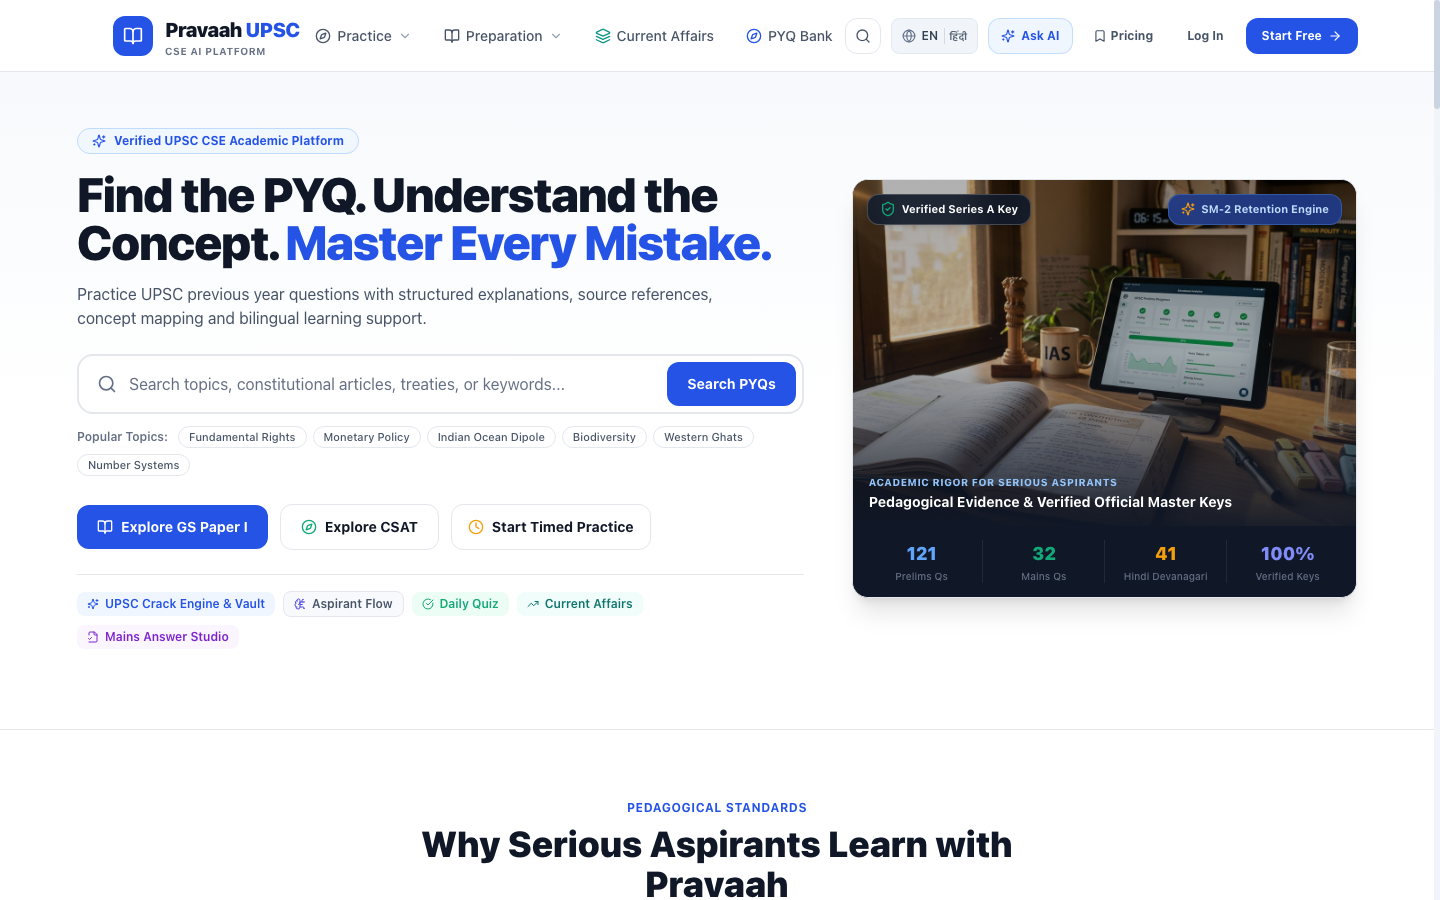 Pravaah UPSC
CSE AI PLATFORM
Practice
Preparation
Current Affairs
PYQ Bank
EN
हिंदी
Ask AI
Pricing
Log In
Start Free
Verified UPSC CSE Academic Platform
Find the PYQ. Understand the
Concept. Master Every Mistake.
Practice UPSC previous year questions with structured explanations, source references,
concept mapping and bilingual learning support.
Search topics, constitutional articles, treaties, or keywords...
Search PYQs
Popular Topics:
Fundamental Rights
Monetary Policy
Indian Ocean Dipole
Biodiversity
Western Ghats
Number Systems
Explore GS Paper I
Explore CSAT
Start Timed Practice
UPSC Crack Engine & Vault
Aspirant Flow
Daily Quiz
Current Affairs
Mains Answer Studio
Verified Series A Key
SM-2 Retention Engine
INDIAN POLITY
IAS
ACADEMIC RIGOR FOR SERIOUS ASPIRANTS
Pedagogical Evidence & Verified Official Master Keys
121
Prelims Qs
32
Mains Qs
41
Hindi Devanagari
100%
Verified Keys
PEDAGOGICAL STANDARDS
Why Serious Aspirants Learn with
Pravaah